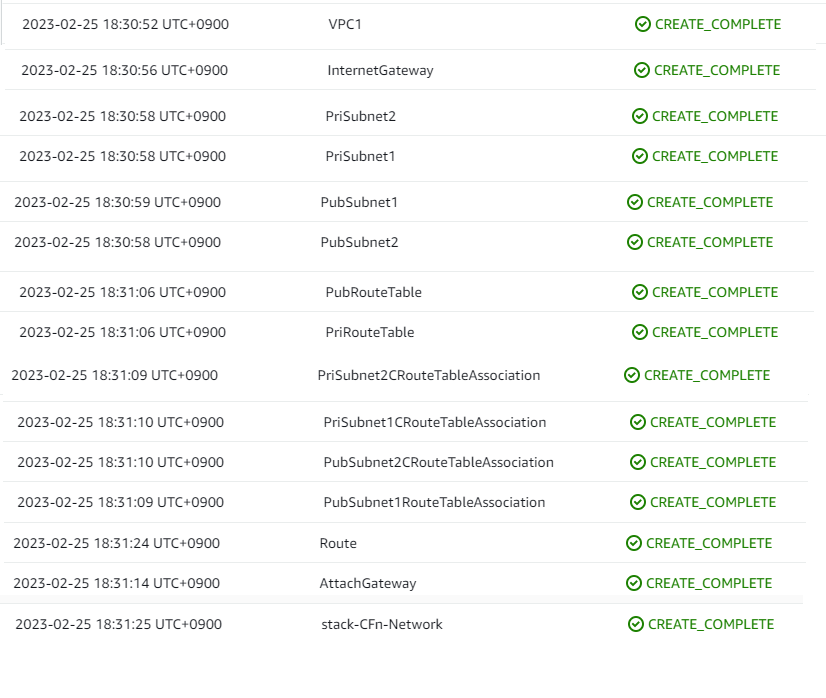 2023-02-25 18:30:52 UTC+0900 VPC1 CREATE_COMPLETE
2023-02-25 18:30:56 UTC+0900 InternetGateway CREATE_COMPLETE
2023-02-25 18:30:58 UTC+0900 PriSubnet2 CREATE_COMPLETE
2023-02-25 18:30:58 UTC+0900 PriSubnet1 CREATE_COMPLETE
2023-02-25 18:30:59 UTC+0900 PubSubnet1 CREATE_COMPLETE
2023-02-25 18:30:58 UTC+0900 PubSubnet2 CREATE_COMPLETE
2023-02-25 18:31:06 UTC+0900 PubRouteTable CREATE_COMPLETE
2023-02-25 18:31:06 UTC+0900 PriRouteTable CREATE_COMPLETE
2023-02-25 18:31:09 UTC+0900 PriSubnet2CRouteTableAssociation CREATE_COMPLETE
2023-02-25 18:31:10 UTC+0900 PriSubnet1CRouteTableAssociation CREATE_COMPLETE
2023-02-25 18:31:10 UTC+0900 PubSubnet2CRouteTableAssociation CREATE_COMPLETE
2023-02-25 18:31:09 UTC+0900 PubSubnet1RouteTableAssociation CREATE_COMPLETE
2023-02-25 18:31:24 UTC+0900 Route CREATE_COMPLETE
2023-02-25 18:31:14 UTC+0900 AttachGateway CREATE_COMPLETE
2023-02-25 18:31:25 UTC+0900 stack-CFn-Network CREATE_COMPLETE